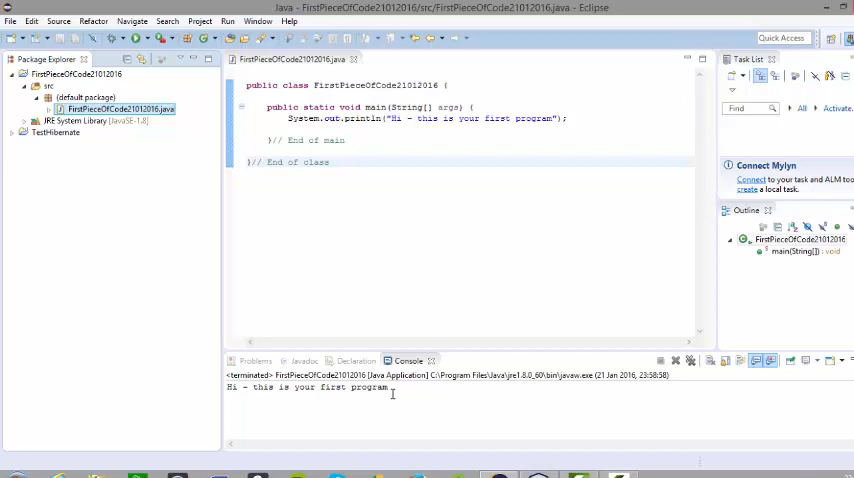 Java - FirstPieceOfCode21012016/src/FirstPieceOfCode21012016.java - Eclipse
File Edit Source Refactor Navigate Search Project Run Window Help
Quick Access
Package Explorer
FirstPieceOfCode21012016
src
(default package)
FirstPieceOfCode21012016.java
JRE System Library [JavaSE-1.8]
TestHibernate
FirstPieceOfCode21012016.java
public class FirstPieceOfCode21012016 {
public static void main(String[] args) {
System.out.println("Hi - this is your first program");
}// End of main
}// End of class
Task List
Find All Activate.
Connect Mylyn
Connect to your task and ALM too
create a local task.
Outline
FirstPieceOfCode21012016
main(String[]) : void
Problems Javadoc Declaration Console
<terminated> FirstPieceOfCode21012016 [Java Application] C:\Program Files\Java\jre1.8.0_60\bin\javaw.exe (21 Jan 2016, 23:58:58)
Hi - this is your first program